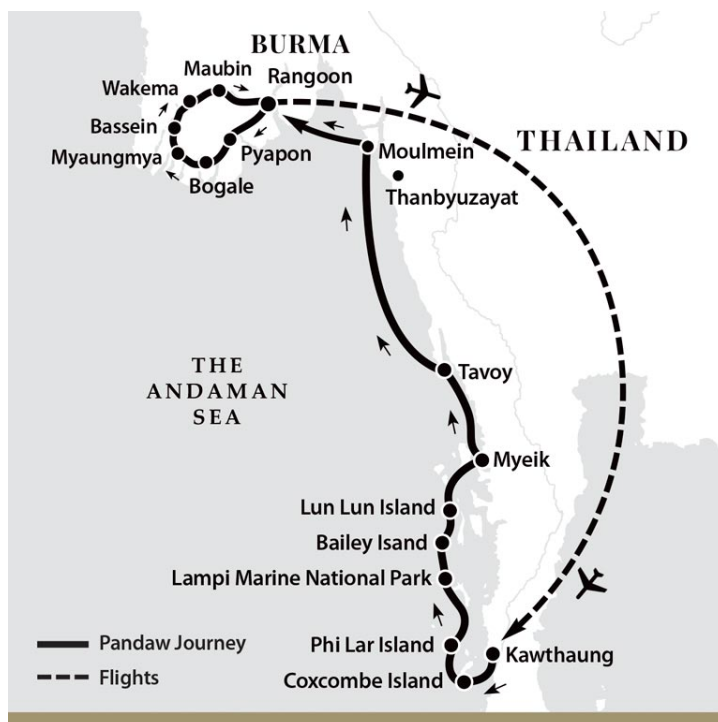 BURMA
Maubin
Rangoon
Wakema
Bassein
Pyapon
Myaungmya
Bogale
Moulmein
THAILAND
Thanbyuzayat
THE
ANDAMAN
SEA
Tavoy
Myeik
Lun Lun Island
Bailey Isand
Lampi Marine National Park
Phi Lar Island
Kawthaung
Coxcombe Island
Pandaw Journey
Flights